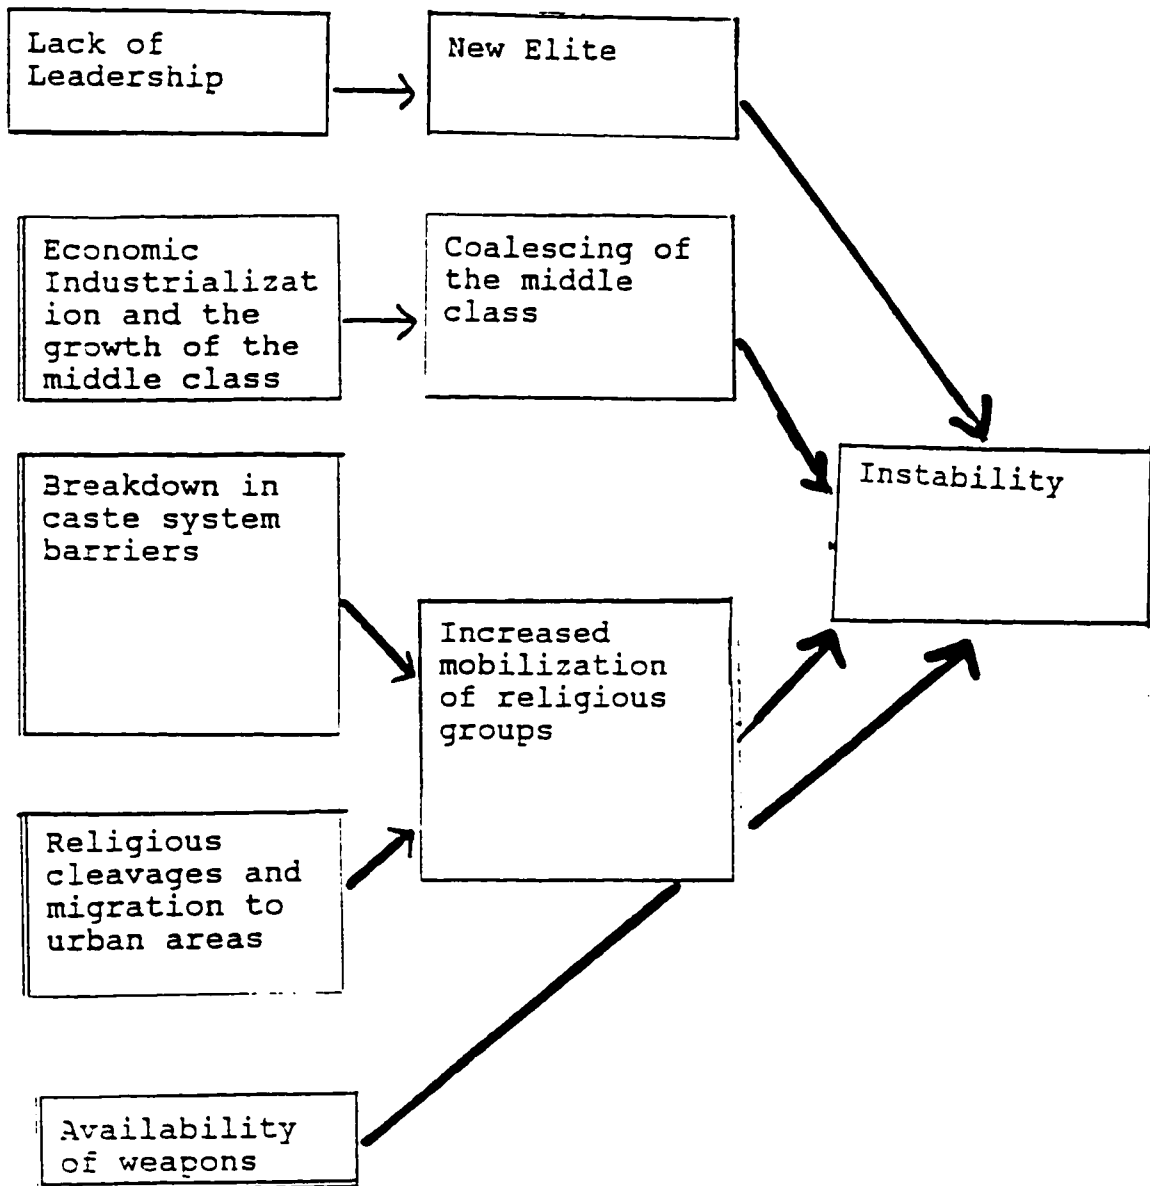 Lack of
Leadership
New Elite
Economic
Industrializat
ion and the
growth of the
middle class
Coalescing of
the middle
class
Breakdown in
caste system
barriers
Instability
Increased
mobilization
of religious
groups
Religious
cleavages and
migration to
urban areas
Availability
of weapons